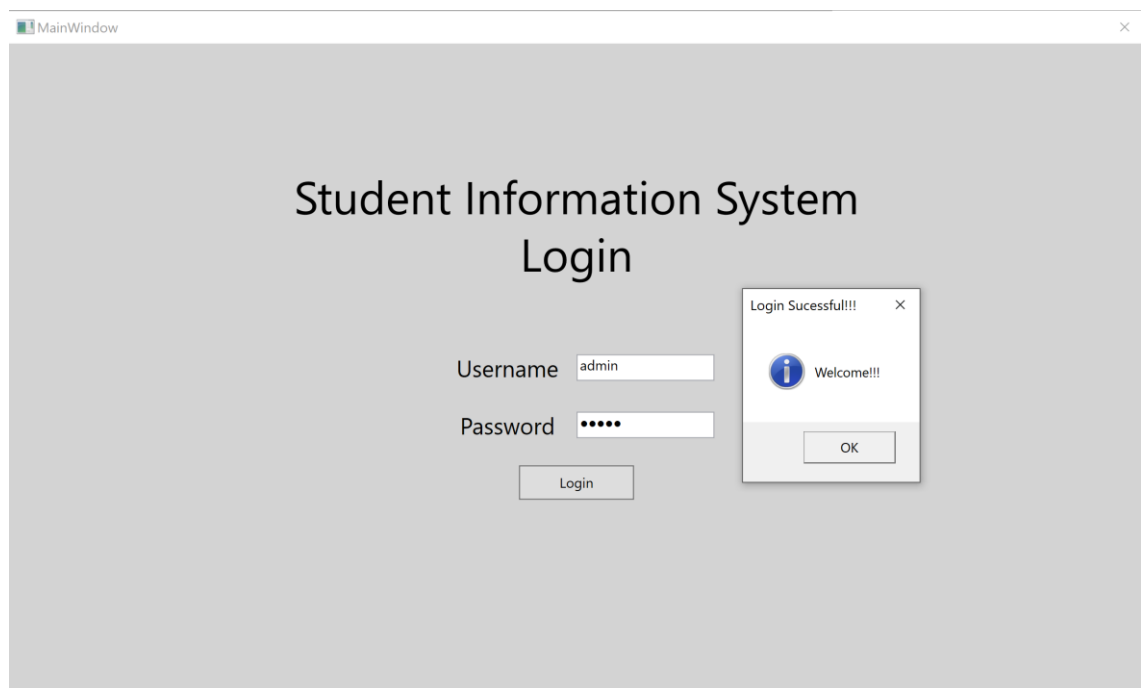 MainWindow
Student Information System
Login
Login Sucessful!!!
Username admin
Welcome!!!
Password •••••
OK
Login